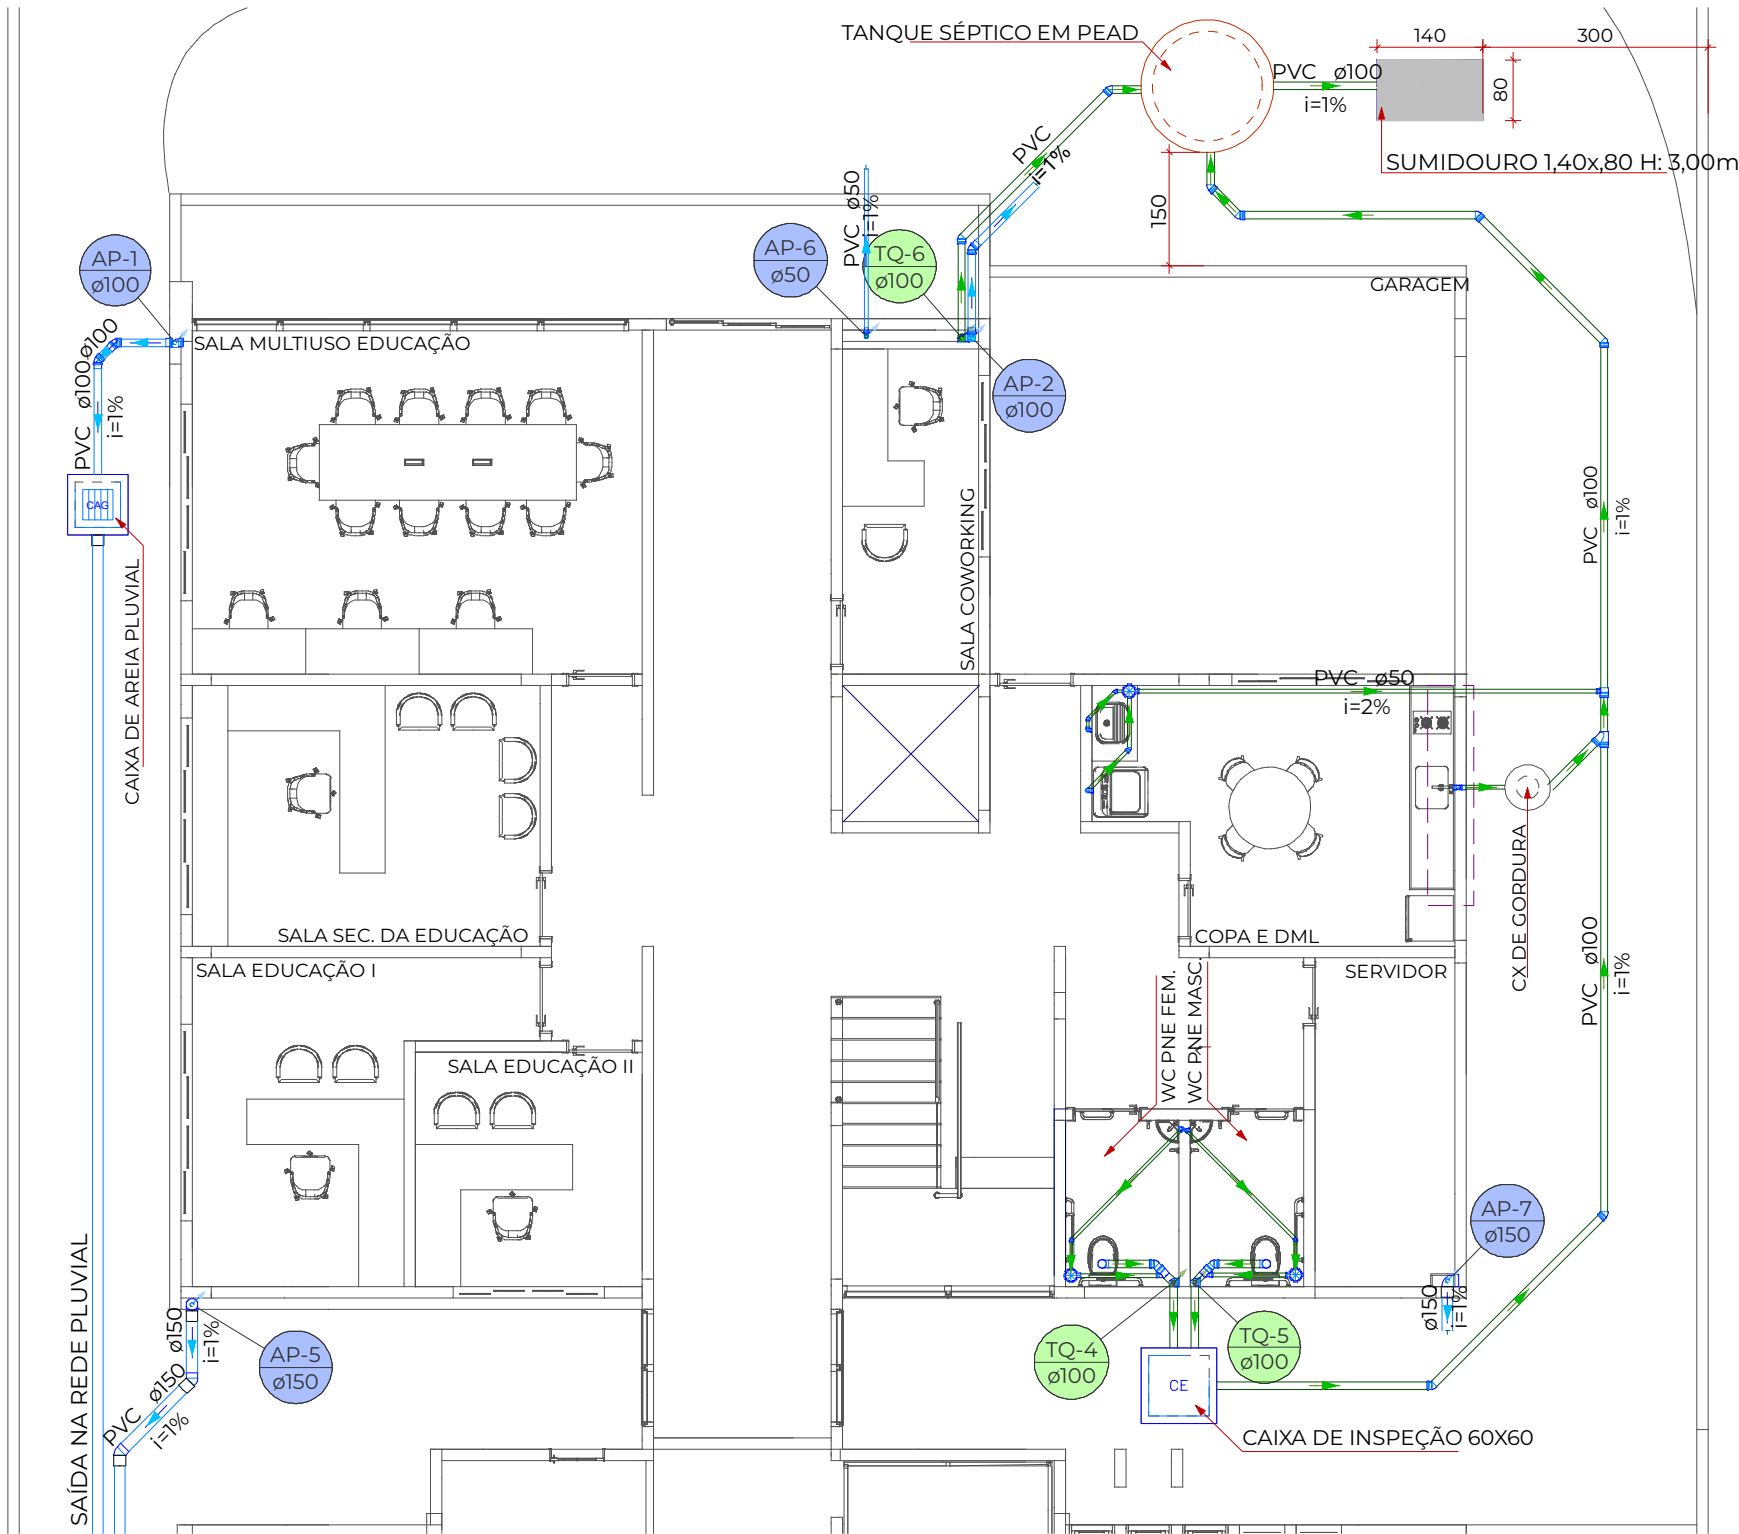 TANQUE SÉPTICO EM PEAD
140
300
PVC ø100
i=1%
80
SUMIDOURO 1,40x,80 H: 3,00m
PVC
i=1%
150
PVC ø50
i=1%
AP-1
ø100
AP-6
ø50
TQ-6
ø100
GARAGEM
ø100
PVC ø100
i=1%
SALA MULTIUSO EDUCAÇÃO
AP-2
ø100
CAG
CAIXA DE AREIA PLUVIAL
SALA COWORKING
PVC ø100
i=1%
PVC ø50
i=2%
CX DE GORDURA
SALA SEC. DA EDUCAÇÃO
COPA E DML
SALA EDUCAÇÃO I
SERVIDOR
PVC ø100
i=1%
WC PNE FEM.
WC PNE MASC.
SALA EDUCAÇÃO II
AP-7
ø150
ø150
i=1%
SAÍDA NA REDE PLUVIAL
ø150
i=1%
AP-5
ø150
PVC ø150
i=1%
TQ-4
ø100
TQ-5
ø100
CE
CAIXA DE INSPEÇÃO 60X60